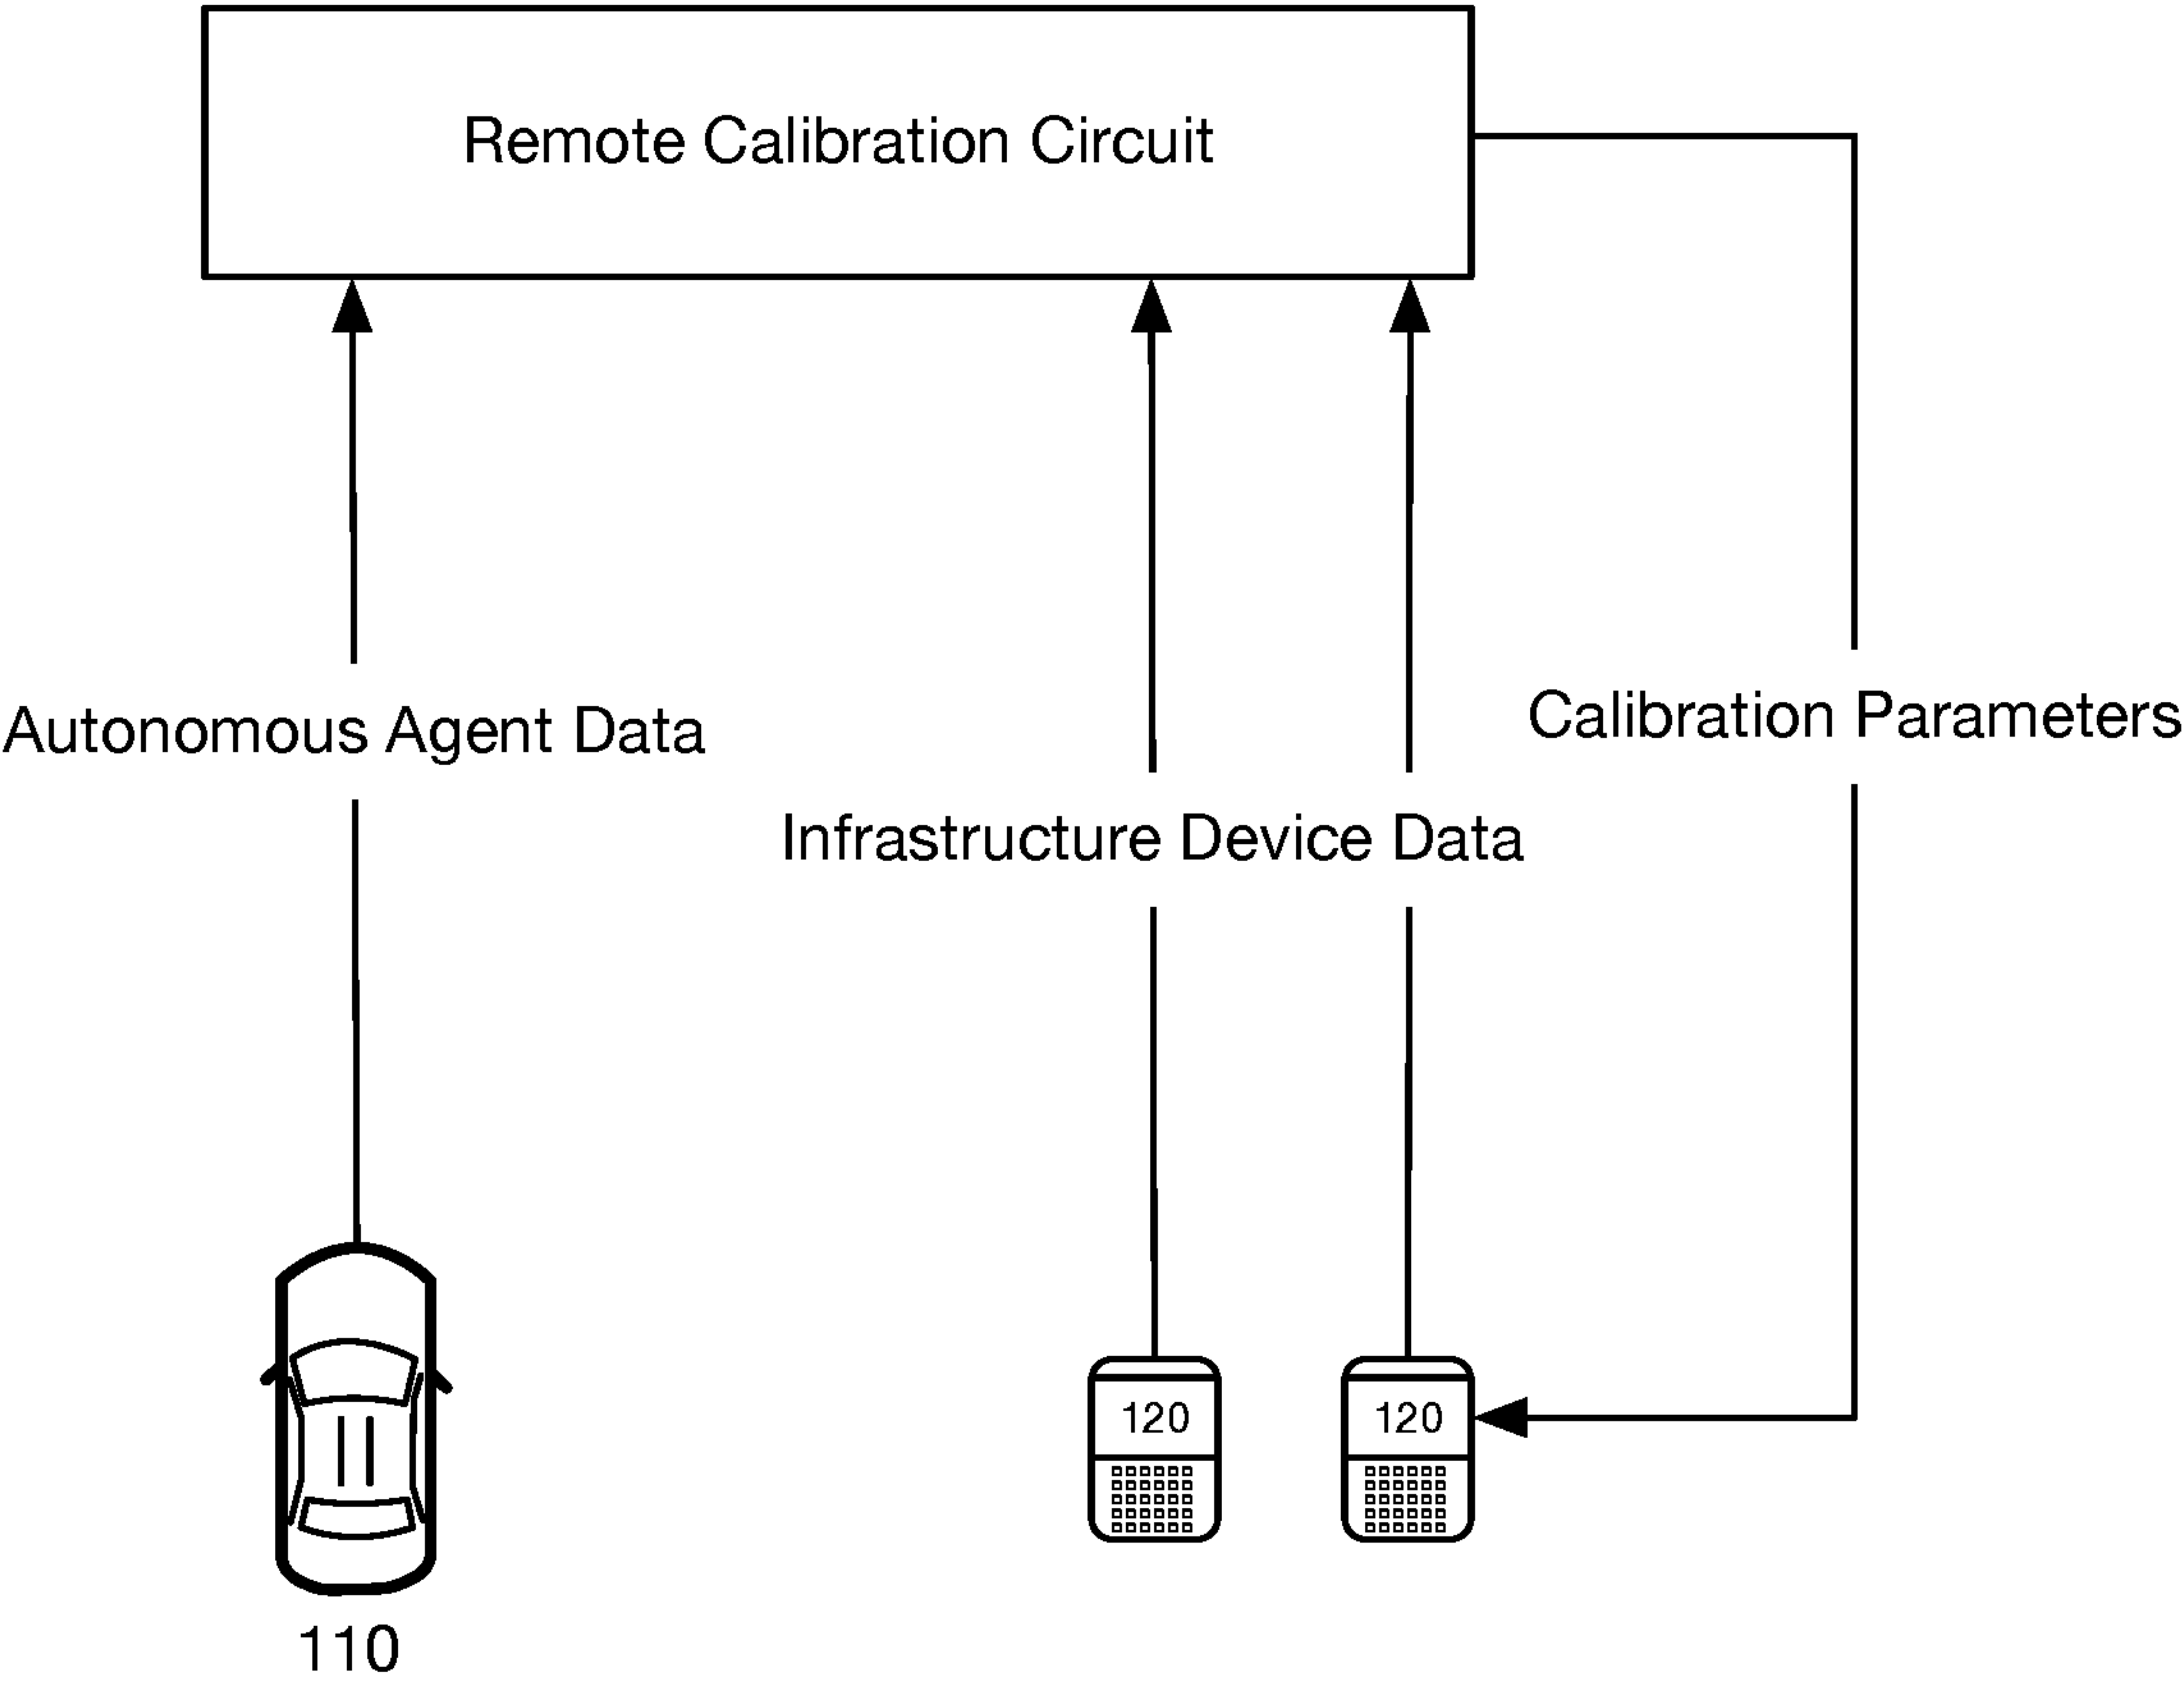 Remote Calibration Circuit
Autonomous Agent Data
Calibration Parameters
Infrastructure Device Data
120
120
110